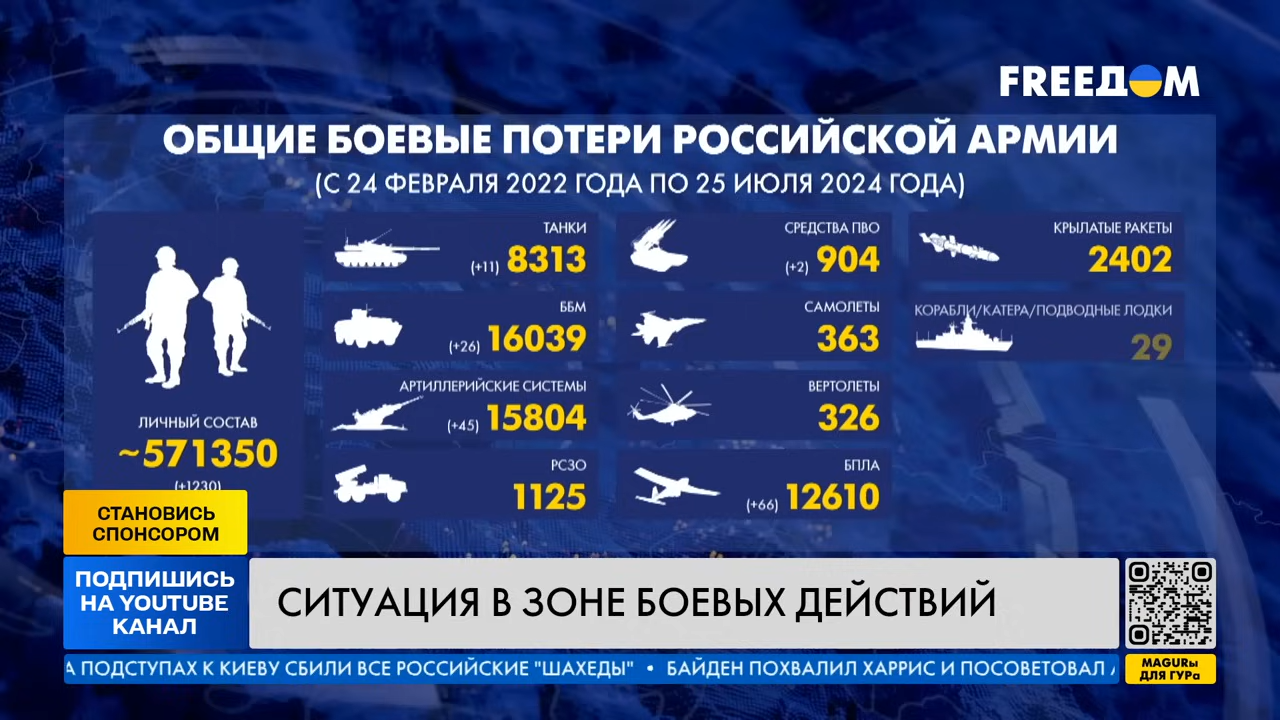 FREEДOM
ОБЩИЕ БОЕВЫЕ ПОТЕРИ РОССИЙСКОЙ АРМИИ
(С 24 ФЕВРАЛЯ 2022 ГОДА ПО 25 ИЮЛЯ 2024 ГОДА)
ЛИЧНЫЙ СОСТАВ
~571350
(+1230)
ТАНКИ
(+11) 8313
ББМ
(+26) 16039
АРТИЛЛЕРИЙСКИЕ СИСТЕМЫ
(+45) 15804
РСЗО
1125
СРЕДСТВА ПВО
(+2) 904
САМОЛЕТЫ
363
ВЕРТОЛЕТЫ
326
БПЛА
(+66) 12610
КРЫЛАТЫЕ РАКЕТЫ
2402
КОРАБЛИ/КАТЕРА/ПОДВОДНЫЕ ЛОДКИ
29
СТАНОВИСЬ
СПОНСОРОМ
ПОДПИШИСЬ
НА YOUTUBE
КАНАЛ
СИТУАЦИЯ В ЗОНЕ БОЕВЫХ ДЕЙСТВИЙ
MAGURы
ДЛЯ ГУРа
А ПОДСТУПАХ К КИЕВУ СБИЛИ ВСЕ РОССИЙСКИЕ "ШАХЕДЫ" • БАЙДЕН ПОХВАЛИЛ ХАРРИС И ПОСОВЕТОВАЛ